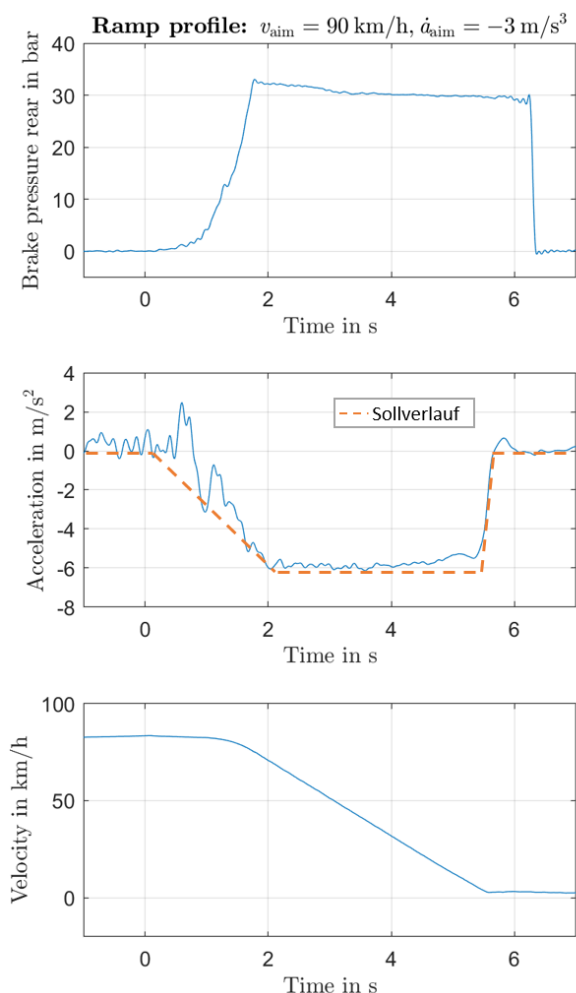 Ramp profile: v_aim = 90 km/h, ȧ_aim = −3 m/s³
Brake pressure rear in bar
40
30
20
10
0
0 2 4 6
Time in s
Acceleration in m/s²
4
2
0
-2
-4
-6
-8
Sollverlauf
0 2 4 6
Time in s
Velocity in km/h
100
50
0
0 2 4 6
Time in s